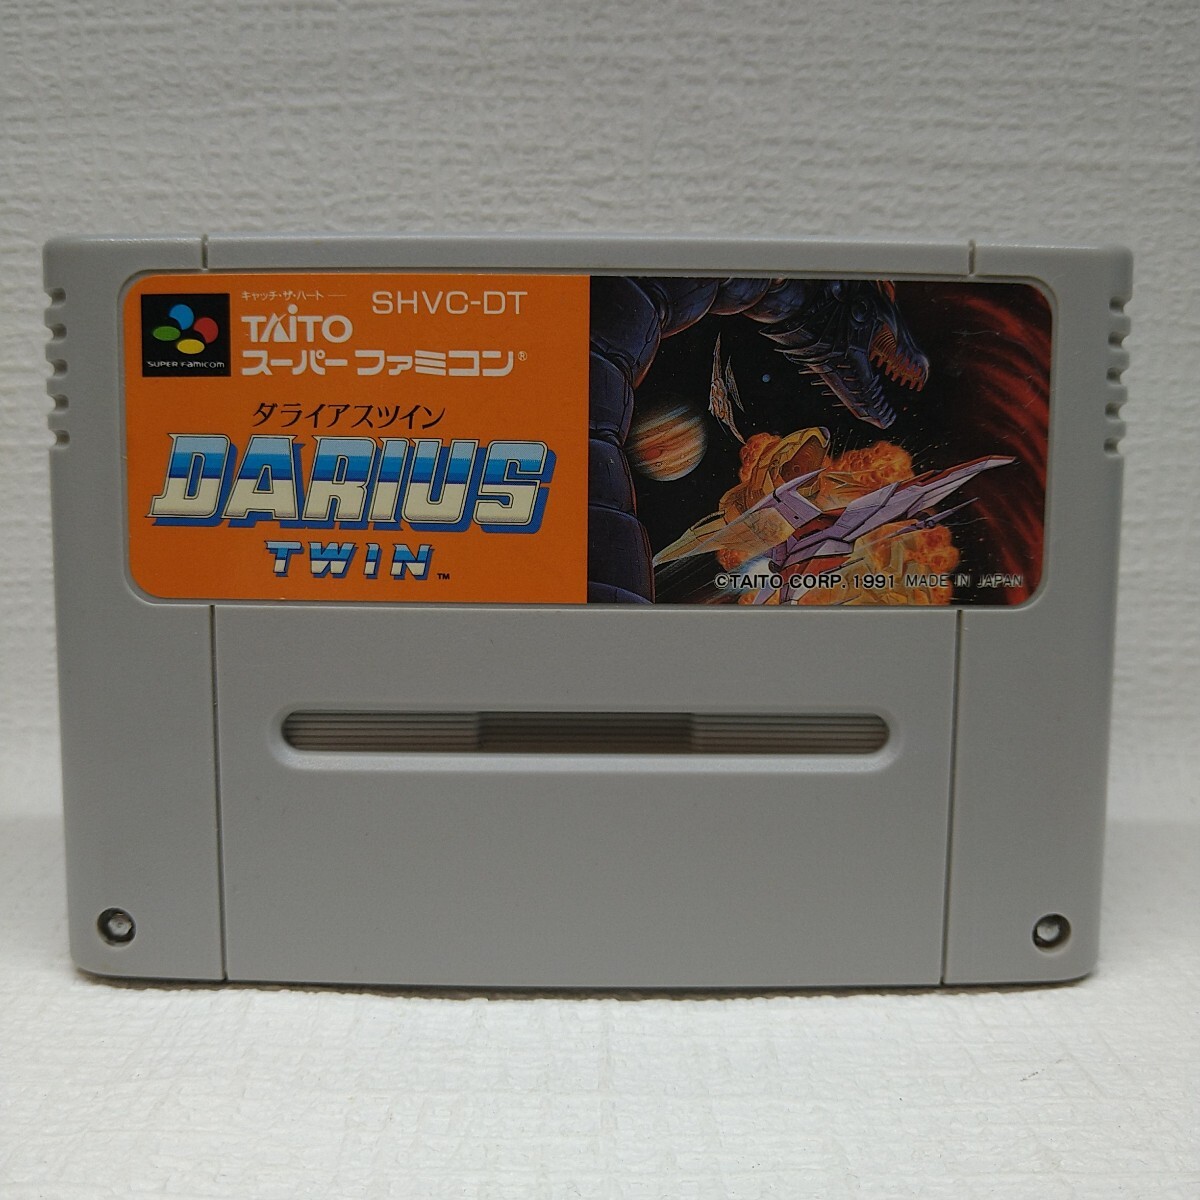 キャッチ・ザ・ハート
SHVC-DT
TAITO
SUPER Famicom
スーパーファミコン®
ダライアスツイン
DARIUS
TWIN™
©TAITO CORP. 1991 MADE IN JAPAN